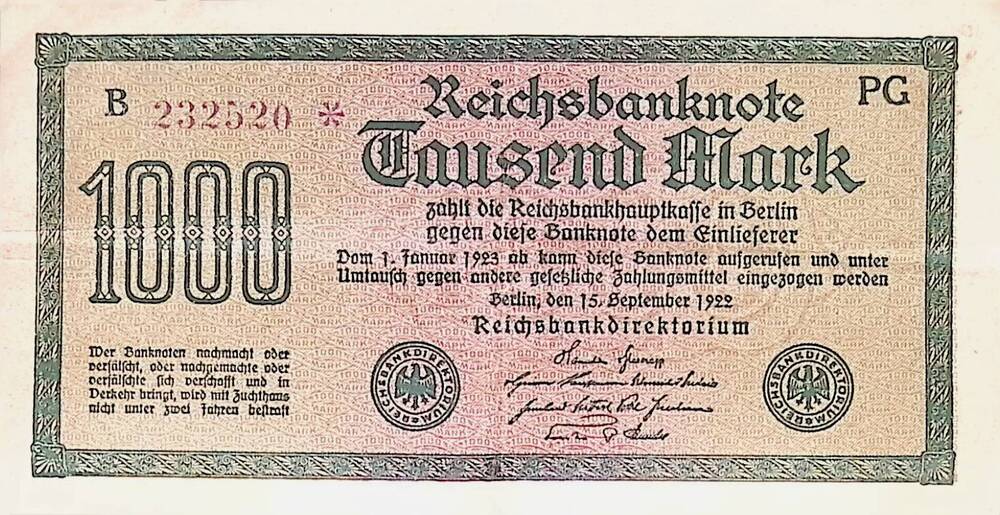 B 232520 *
Reichsbanknote
PG
Tausend Mark
1000
zahlt die Reichsbankhauptkasse in Berlin
gegen diese Banknote dem Einlieferer
Vom 1. Januar 1923 ab kann diese Banknote aufgerufen und unter
Umtausch gegen andere gesetzliche Zahlungsmittel eingezogen werden
Berlin, den 15. September 1922
Reichsbankdirektorium
Wer Banknoten nachmacht oder
verfälscht, oder nachgemachte oder
verfälschte sich verschafft und in
Verkehr bringt, wird mit Zuchthaus
nicht unter zwei Jahren bestraft
REICHSBANKDIREKTORIUM
REICHSBANKDIREKTORIUM